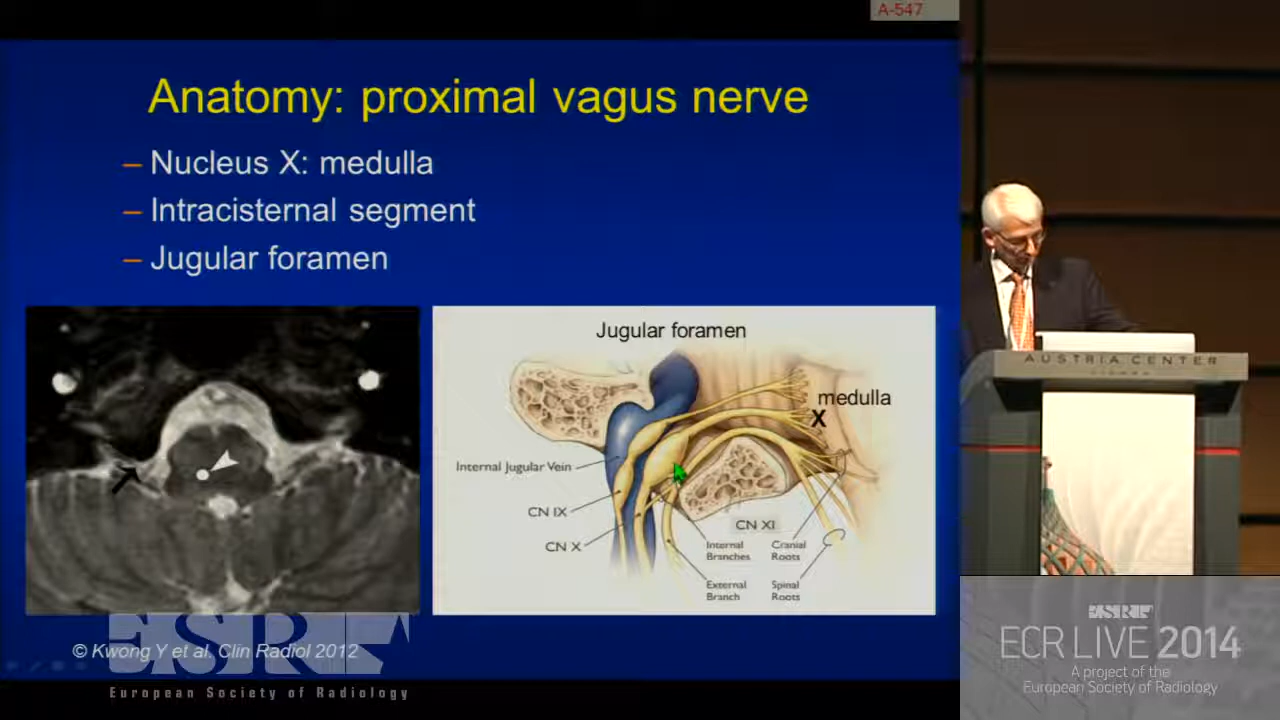 A-547
Anatomy: proximal vagus nerve
– Nucleus X: medulla
– Intracisternal segment
– Jugular foramen
Jugular foramen
medulla
X
Internal Jugular Vein
CN IX
CN X
CN XI
Internal
Branches
Cranial
Roots
External
Branch
Spinal
Roots
© Kwong Y et al. Clin Radiol 2012
ESR
European Society of Radiology
AUSTRIA CENTER
ESR
ECR LIVE 2014
A project of the
European Society of Radiology